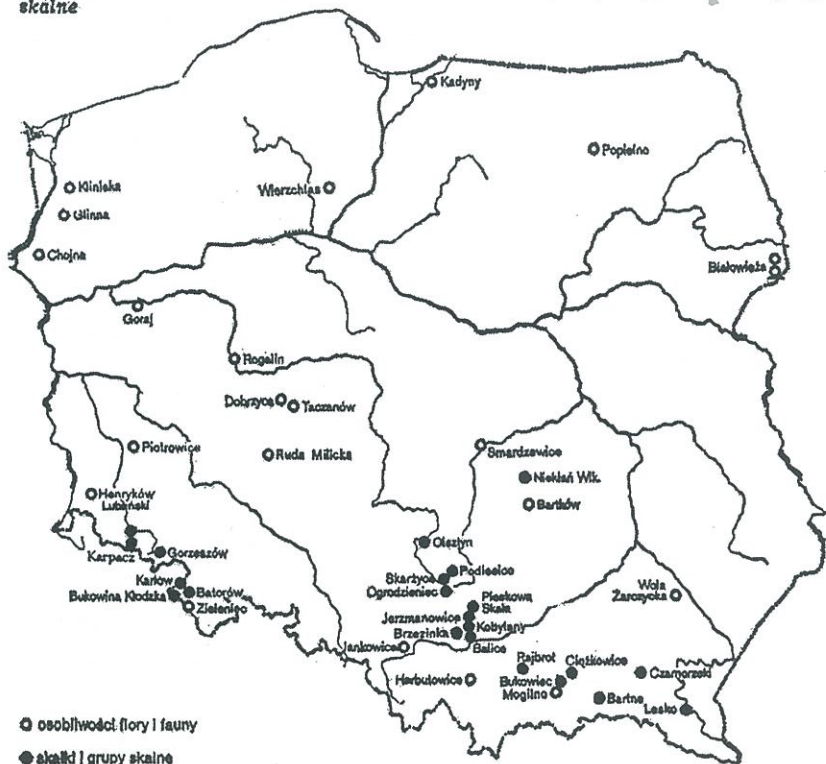 skalne
Kadyny
Popielno
Kliniska
Wierzchlas
Glinna
Chojna
Białowieża
Goraj
Rogalin
Dobrzyca
Taczanów
Piotrowice
Ruda Milicka
Smardzewice
Niekłań Wlk.
Henryków
Lubański
Bartków
Olsztyn
Karpacz
Gorzeszów
Podlesice
Skarżyce
Ogrodzieniec
Karłów
Batorów
Bukowina Kłodzka
Zieleniec
Pieskowa
Skała
Wola
Żarczycka
Jerzmanowice
Kobylany
Brzezinka
Balice
Jankowice
Rajbrot
Ciężkowice
Czarnorzeki
Harbutowice
Bukowiec
Mogilno
Bartne
Lesko
osobliwości flory i fauny
skałki i grupy skalne